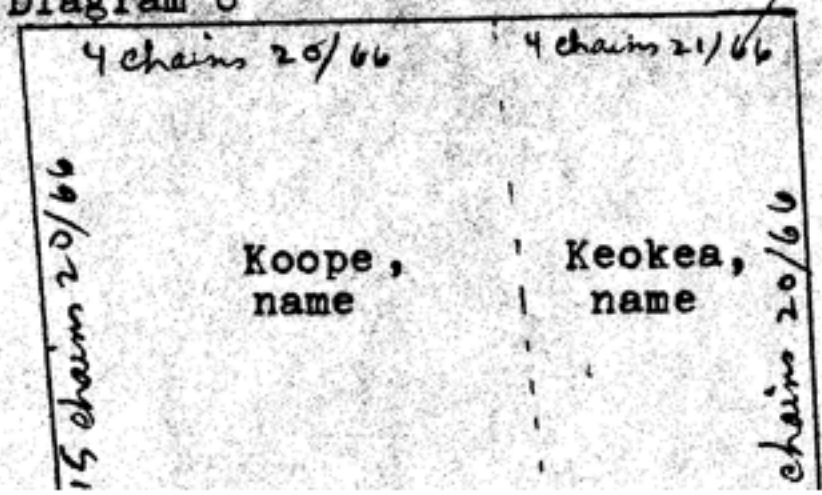 Diagram 8
4 chains 20/66
4 chains 21/66
15 chains 20/66
Koope,
name
Keokea,
name
chains 20/66